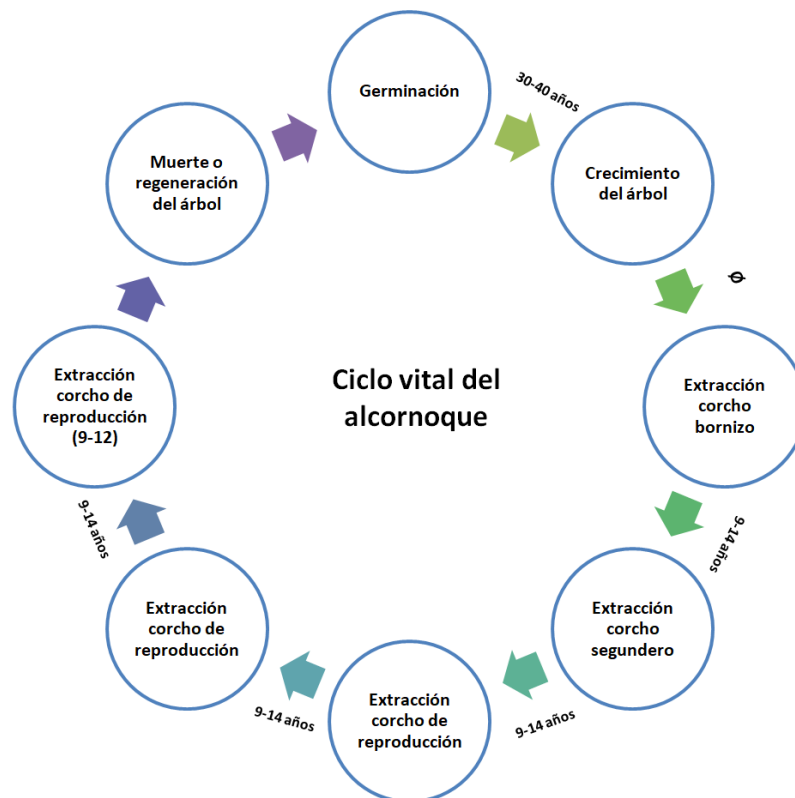 Germinación
30-40 años
Crecimiento
del árbol
Φ
Extracción
corcho
bornizo
9-14 años
Extracción
corcho
segundero
9-14 años
Extracción
corcho de
reproducción
9-14 años
Extracción
corcho de
reproducción
9-14 años
Extracción
corcho de
reproducción
(9-12)
Muerte o
regeneración
del árbol
Ciclo vital del
alcornoque